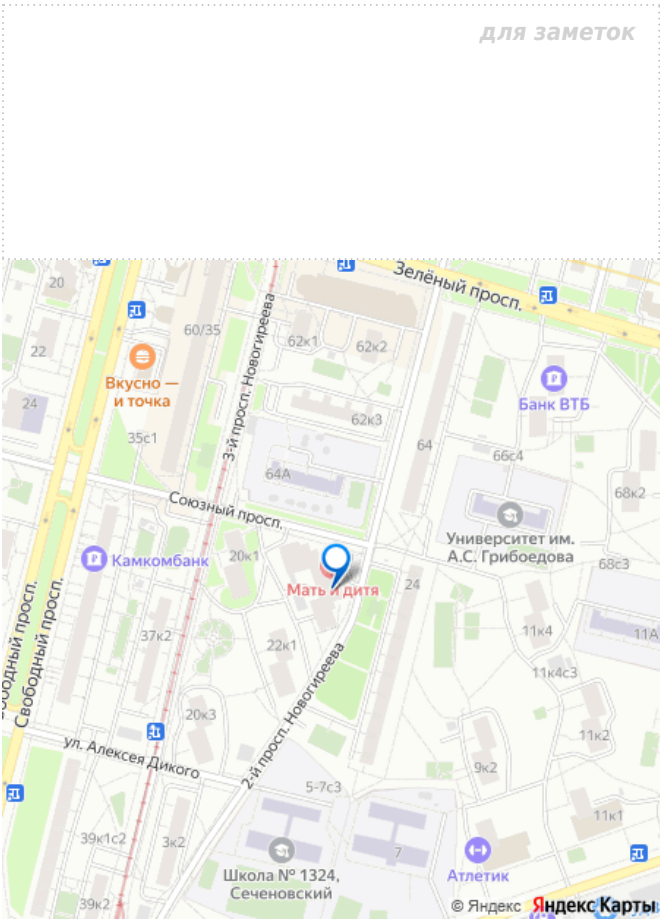 для заметок
Зелёный просп.
20
60/35
62к1
62к2
22
Вкусно —
и точка
3-й просп. Новогиреева
Банк ВТБ
24
35с1
62к3
64
66с4
64А
68к2
Союзный просп.
Университет им.
А.С. Грибоедова
Камкомбанк
20к1
68с3
Мать и дитя
24
Свободный просп.
37к2
22к1
11к4
11А
11к4с3
2-й просп. Новогиреева
20к3
11к2
ул. Алексея Дикого
9к2
5-7с3
11к1
39к1с2
3к2
7
Школа № 1324,
Сеченовский
Атлетик
39к2
© Яндекс Яндекс Карты